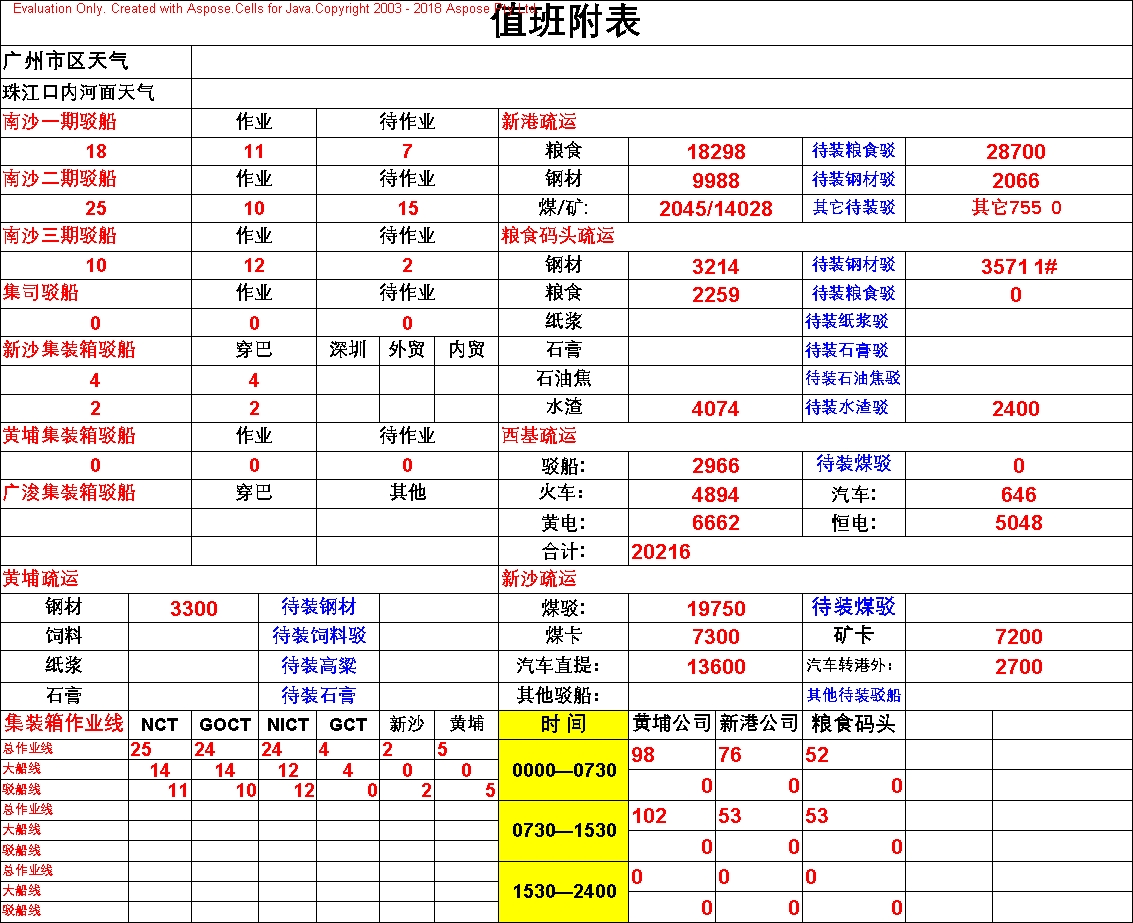 Evaluation Only. Created with Aspose.Cells for Java.Copyright 2003 - 2018 Aspose Pty Ltd.
值班附表
广州市区天气
珠江口内河面天气
南沙一期驳船 作业 待作业 新港疏运
18 11 7 粮食 18298 待装粮食驳 28700
南沙二期驳船 作业 待作业 钢材 9988 待装钢材驳 2066
25 10 15 煤/矿: 2045/14028 其它待装驳 其它755 0
南沙三期驳船 作业 待作业 粮食码头疏运
10 12 2 钢材 3214 待装钢材驳 3571 1#
集司驳船 作业 待作业 粮食 2259 待装粮食驳 0
0 0 0 纸浆 待装纸浆驳
新沙集装箱驳船 穿巴 深圳 外贸 内贸 石膏 待装石膏驳
4 4 石油焦 待装石油焦驳
2 2 水渣 4074 待装水渣驳 2400
黄埔集装箱驳船 作业 待作业 西基疏运
0 0 0 驳船: 2966 待装煤驳 0
广浚集装箱驳船 穿巴 其他 火车: 4894 汽车: 646
黄电: 6662 恒电: 5048
合计: 20216
黄埔疏运 新沙疏运
钢材 3300 待装钢材 煤驳: 19750 待装煤驳
饲料 待装饲料驳 煤卡 7300 矿卡 7200
纸浆 待装高粱 汽车直提: 13600 汽车转港外: 2700
石膏 待装石膏 其他驳船: 其他待装驳船
集装箱作业线 NCT GOCT NICT GCT 新沙 黄埔 时 间 黄埔公司 新港公司 粮食码头
总作业线 25 24 24 4 2 5 0000—0730 98 76 52
大船线 14 14 12 4 0 0
驳船线 11 10 12 0 2 5 0 0 0
总作业线 0730—1530 102 53 53
大船线
驳船线 0 0 0
总作业线 1530—2400 0 0 0
大船线
驳船线 0 0 0